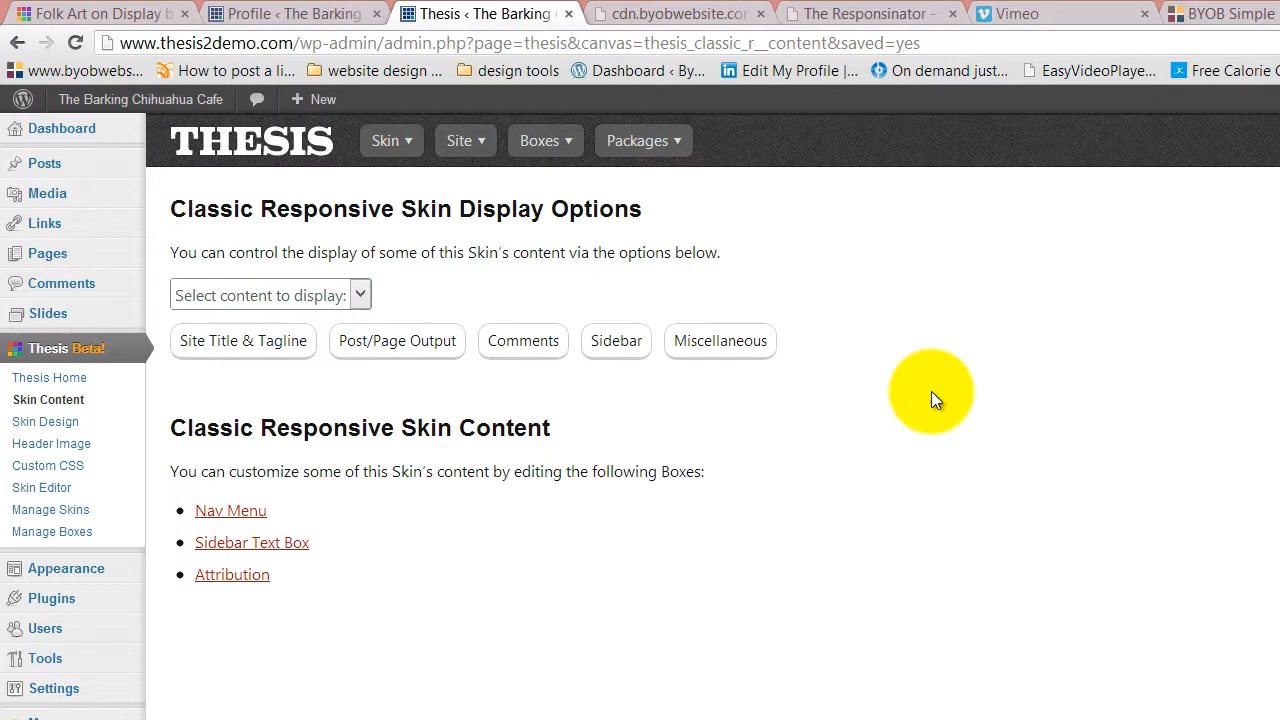 Folk Art on Display b
Profile ‹ The Barking
Thesis ‹ The Barking
cdn.byobwebsite.cor
The Responsinator -
Vimeo
BYOB Simple
www.thesis2demo.com/wp-admin/admin.php?page=thesis&canvas=thesis_classic_r__content&saved=yes
www.byobwebs...
How to post a li...
website design ...
design tools
Dashboard ‹ By...
Edit My Profile |...
On demand just...
EasyVideoPlaye...
Free Calorie C
The Barking Chihuahua Cafe
+ New
Dashboard
Posts
Media
Links
Pages
Comments
Slides
Thesis Beta!
Thesis Home
Skin Content
Skin Design
Header Image
Custom CSS
Skin Editor
Manage Skins
Manage Boxes
Appearance
Plugins
Users
Tools
Settings
THESIS
Skin ▾
Site ▾
Boxes ▾
Packages ▾
Classic Responsive Skin Display Options
You can control the display of some of this Skin's content via the options below.
Select content to display:
Site Title & Tagline
Post/Page Output
Comments
Sidebar
Miscellaneous
Classic Responsive Skin Content
You can customize some of this Skin's content by editing the following Boxes:
• Nav Menu
• Sidebar Text Box
• Attribution